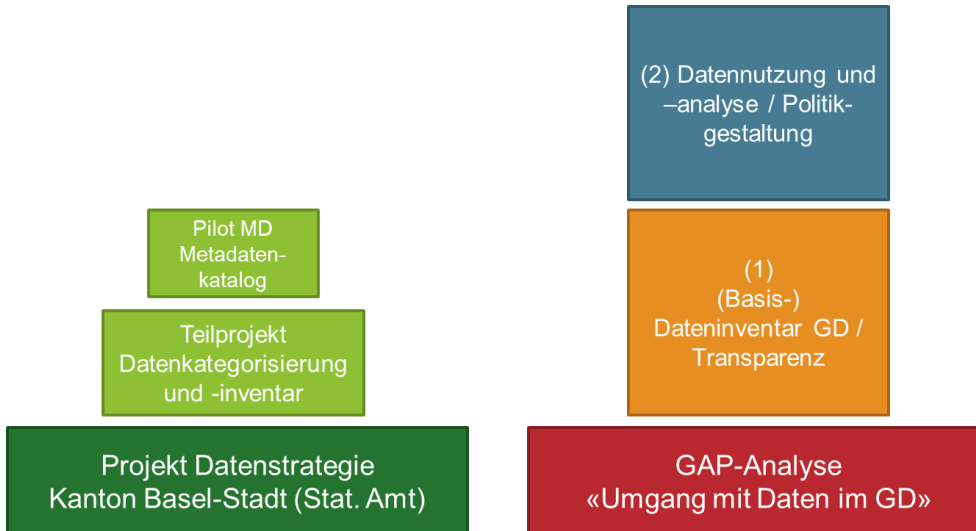 (2) Datennutzung und
–analyse / Politik-
gestaltung
Pilot MD
Metadaten-
katalog
(1)
(Basis-)
Dateninventar GD /
Transparenz
Teilprojekt
Datenkategorisierung
und -inventar
Projekt Datenstrategie
Kanton Basel-Stadt (Stat. Amt)
GAP-Analyse
«Umgang mit Daten im GD»